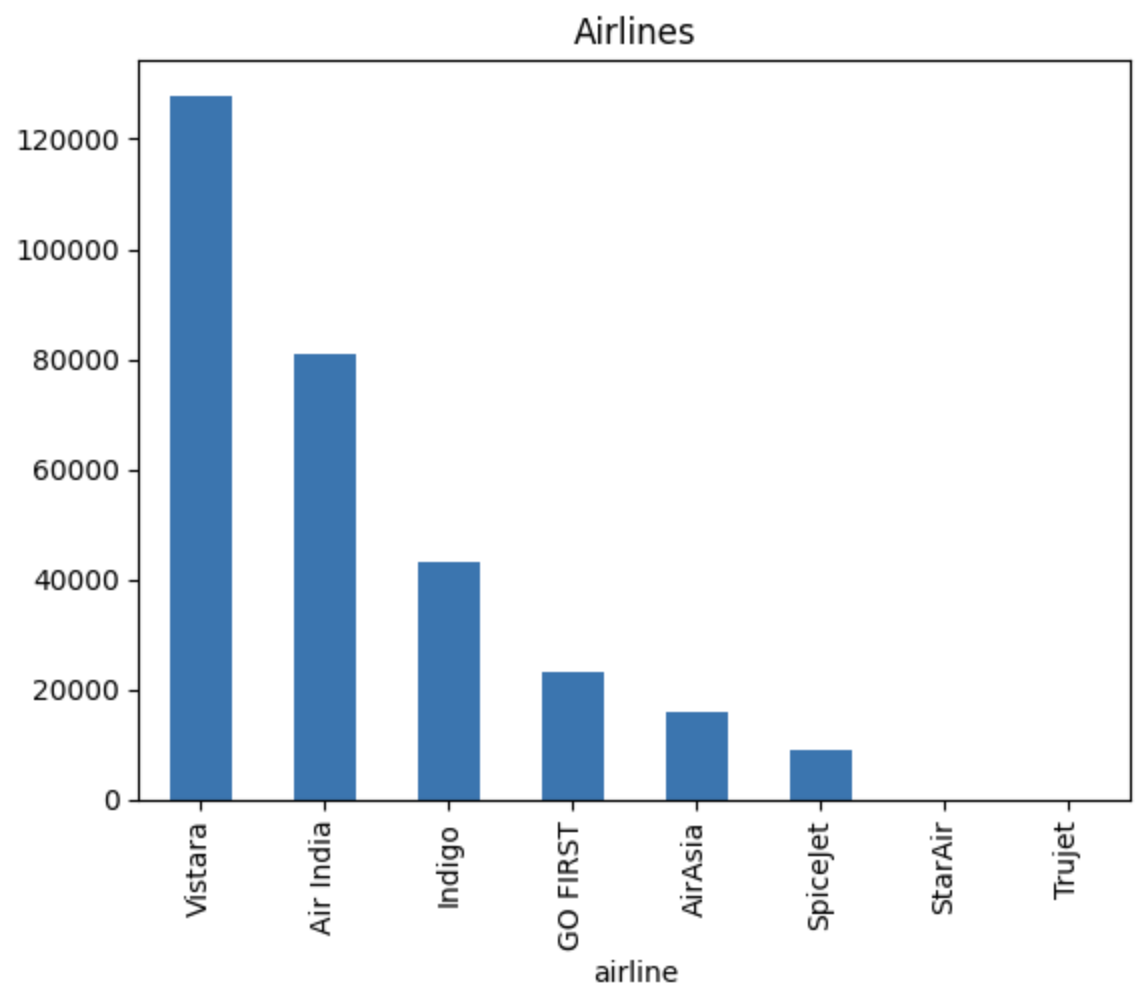 Airlines
120000
100000
80000
60000
40000
20000
0
Vistara
Air India
Indigo
GO FIRST
AirAsia
SpiceJet
StarAir
Trujet
airline